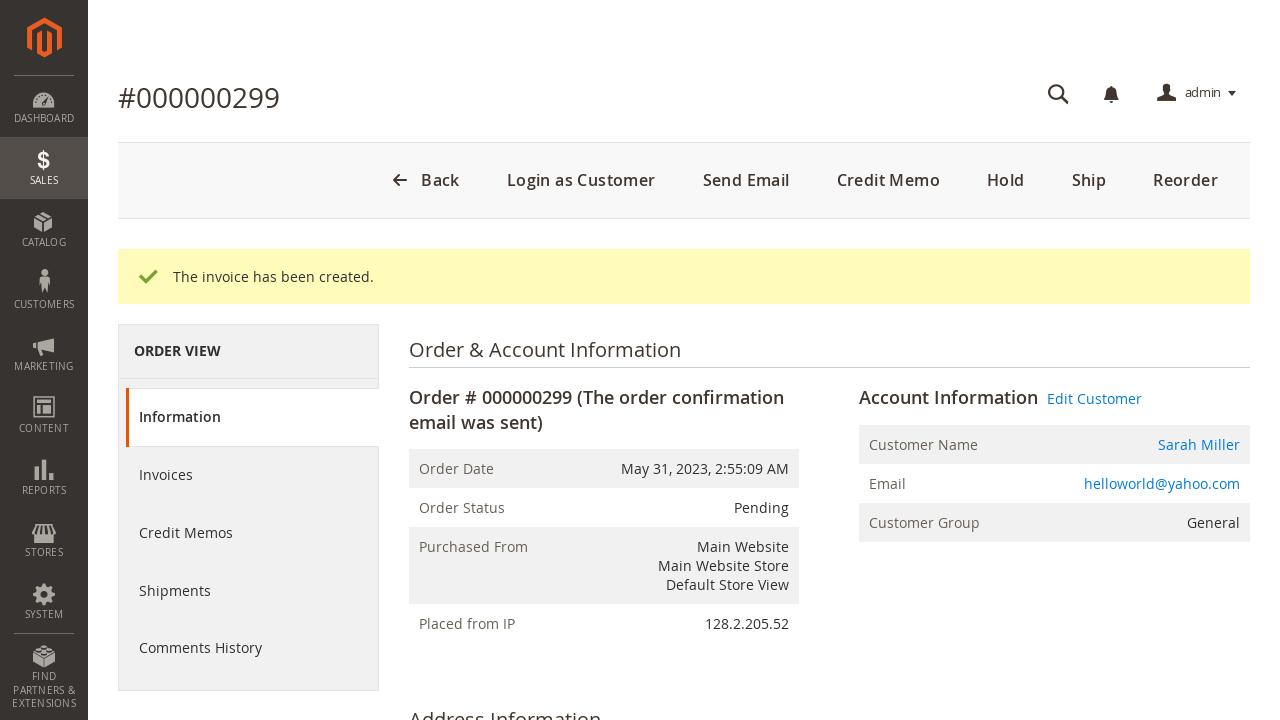 #000000299
admin
DASHBOARD
SALES
CATALOG
CUSTOMERS
MARKETING
CONTENT
REPORTS
STORES
SYSTEM
FIND
PARTNERS &
EXTENSIONS
Back
Login as Customer
Send Email
Credit Memo
Hold
Ship
Reorder
The invoice has been created.
ORDER VIEW
Information
Invoices
Credit Memos
Shipments
Comments History
Order & Account Information
Order # 000000299 (The order confirmation
email was sent)
Order Date May 31, 2023, 2:55:09 AM
Order Status Pending
Purchased From Main Website
Main Website Store
Default Store View
Placed from IP 128.2.205.52
Account Information Edit Customer
Customer Name Sarah Miller
Email helloworld@yahoo.com
Customer Group General
Address Information